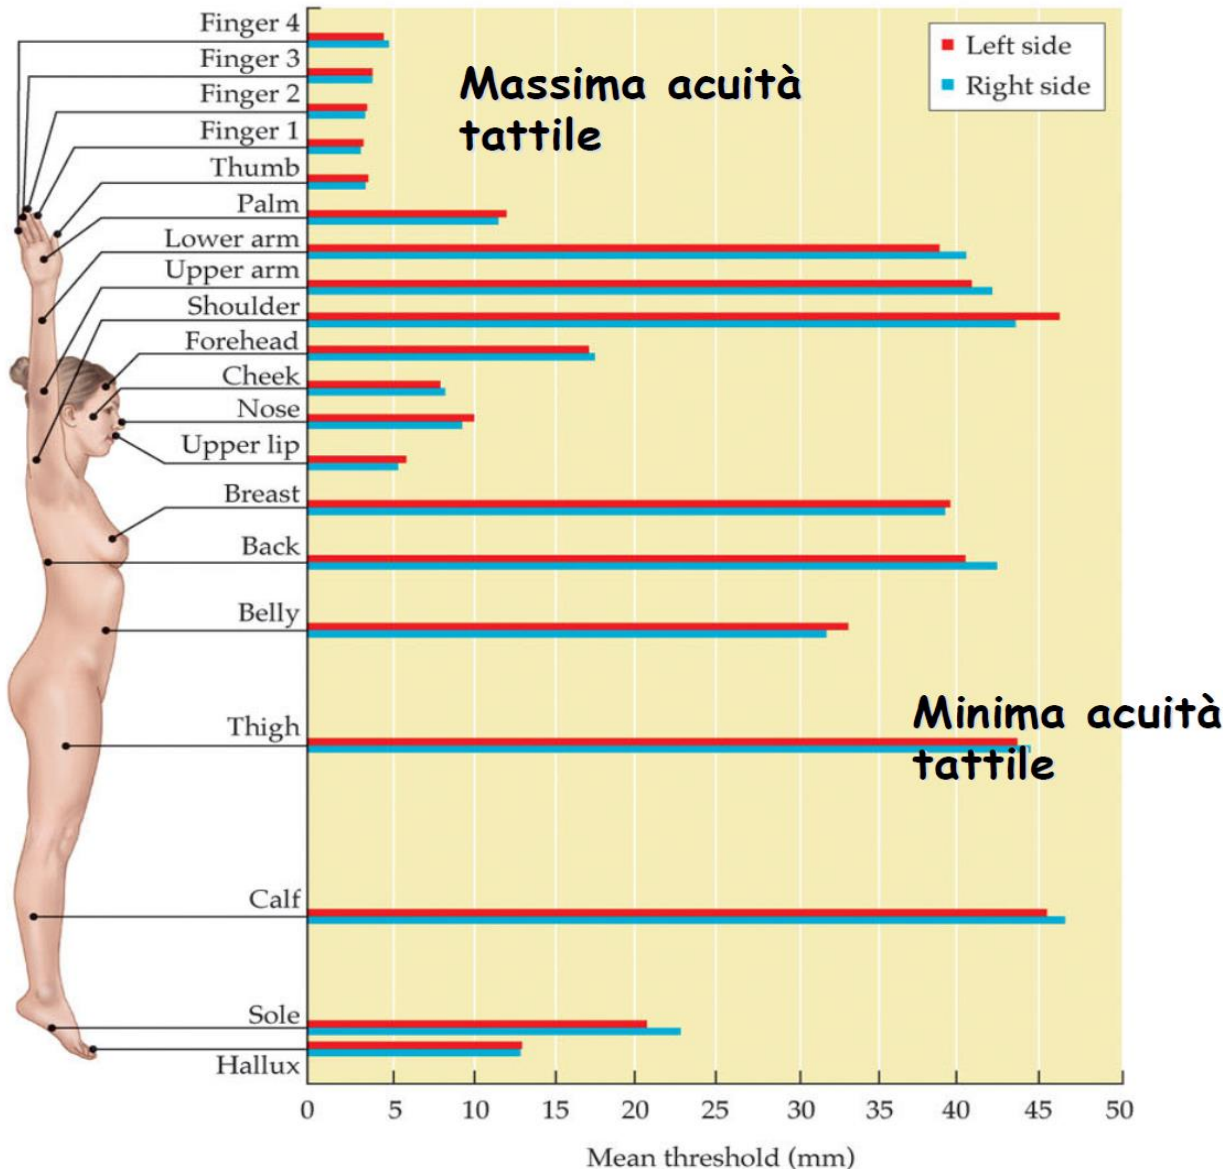 Finger 4
Finger 3
Finger 2
Finger 1
Thumb
Palm
Lower arm
Upper arm
Shoulder
Forehead
Cheek
Nose
Upper lip
Breast
Back
Belly
Thigh
Calf
Sole
Hallux
Massima acuità
tattile
Left side
Right side
Minima acuità
tattile
0 5 10 15 20 25 30 35 40 45 50
Mean threshold (mm)